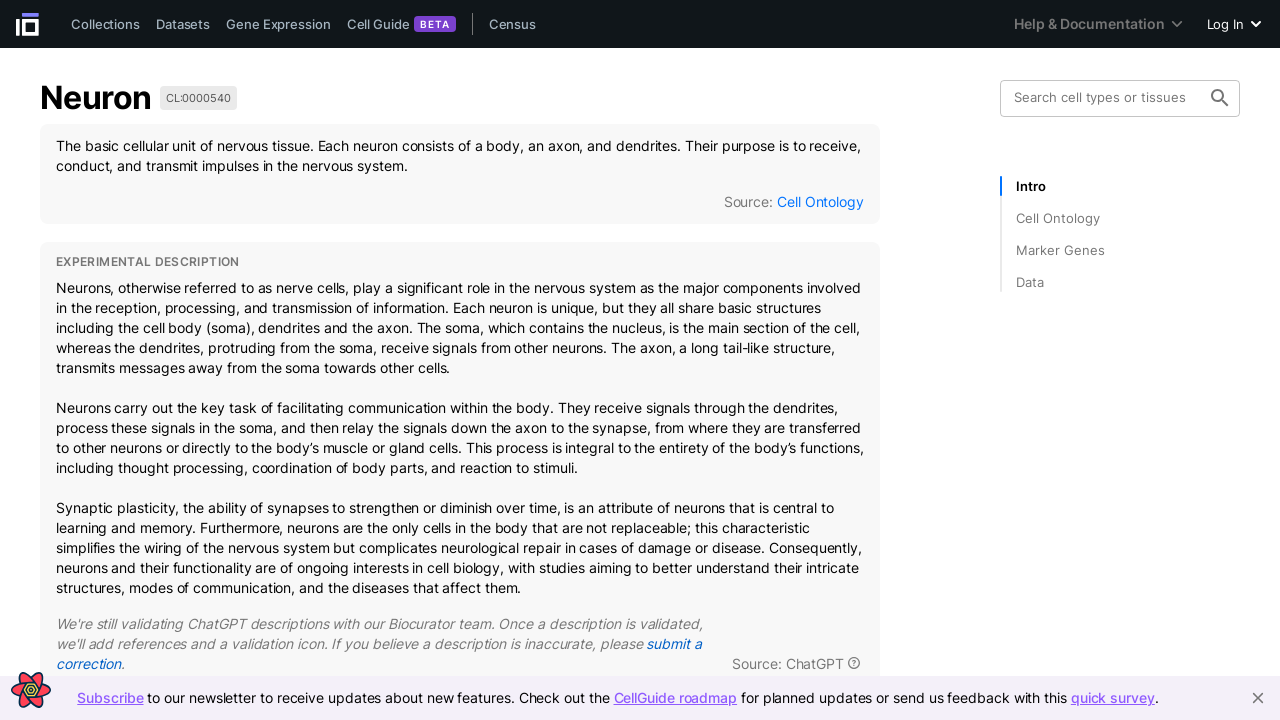 Collections Datasets Gene Expression Cell Guide BETA Census Help & Documentation Log In
Neuron CL:0000540
Search cell types or tissues
The basic cellular unit of nervous tissue. Each neuron consists of a body, an axon, and dendrites. Their purpose is to receive,
conduct, and transmit impulses in the nervous system.
Source: Cell Ontology
Intro
Cell Ontology
Marker Genes
Data
EXPERIMENTAL DESCRIPTION
Neurons, otherwise referred to as nerve cells, play a significant role in the nervous system as the major components involved
in the reception, processing, and transmission of information. Each neuron is unique, but they all share basic structures
including the cell body (soma), dendrites and the axon. The soma, which contains the nucleus, is the main section of the cell,
whereas the dendrites, protruding from the soma, receive signals from other neurons. The axon, a long tail-like structure,
transmits messages away from the soma towards other cells.
Neurons carry out the key task of facilitating communication within the body. They receive signals through the dendrites,
process these signals in the soma, and then relay the signals down the axon to the synapse, from where they are transferred
to other neurons or directly to the body’s muscle or gland cells. This process is integral to the entirety of the body’s functions,
including thought processing, coordination of body parts, and reaction to stimuli.
Synaptic plasticity, the ability of synapses to strengthen or diminish over time, is an attribute of neurons that is central to
learning and memory. Furthermore, neurons are the only cells in the body that are not replaceable; this characteristic
simplifies the wiring of the nervous system but complicates neurological repair in cases of damage or disease. Consequently,
neurons and their functionality are of ongoing interests in cell biology, with studies aiming to better understand their intricate
structures, modes of communication, and the diseases that affect them.
We're still validating ChatGPT descriptions with our Biocurator team. Once a description is validated,
we'll add references and a validation icon. If you believe a description is inaccurate, please submit a
correction.
Source: ChatGPT
Subscribe to our newsletter to receive updates about new features. Check out the CellGuide roadmap for planned updates or send us feedback with this quick survey.